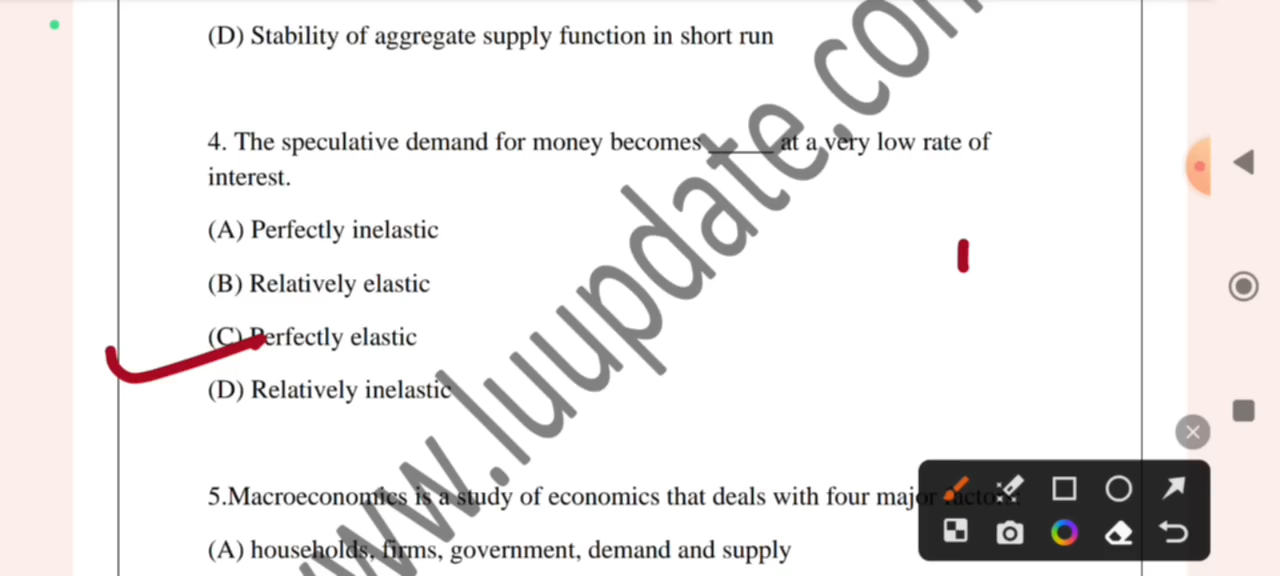 (D) Stability of aggregate supply function in short run
4. The speculative demand for money becomes _____ at a very low rate of
interest.
(A) Perfectly inelastic
(B) Relatively elastic
(C) Perfectly elastic
(D) Relatively inelastic
5.Macroeconomics is a study of economics that deals with four major factors:
(A) households, firms, government, demand and supply
www.luupdate.com